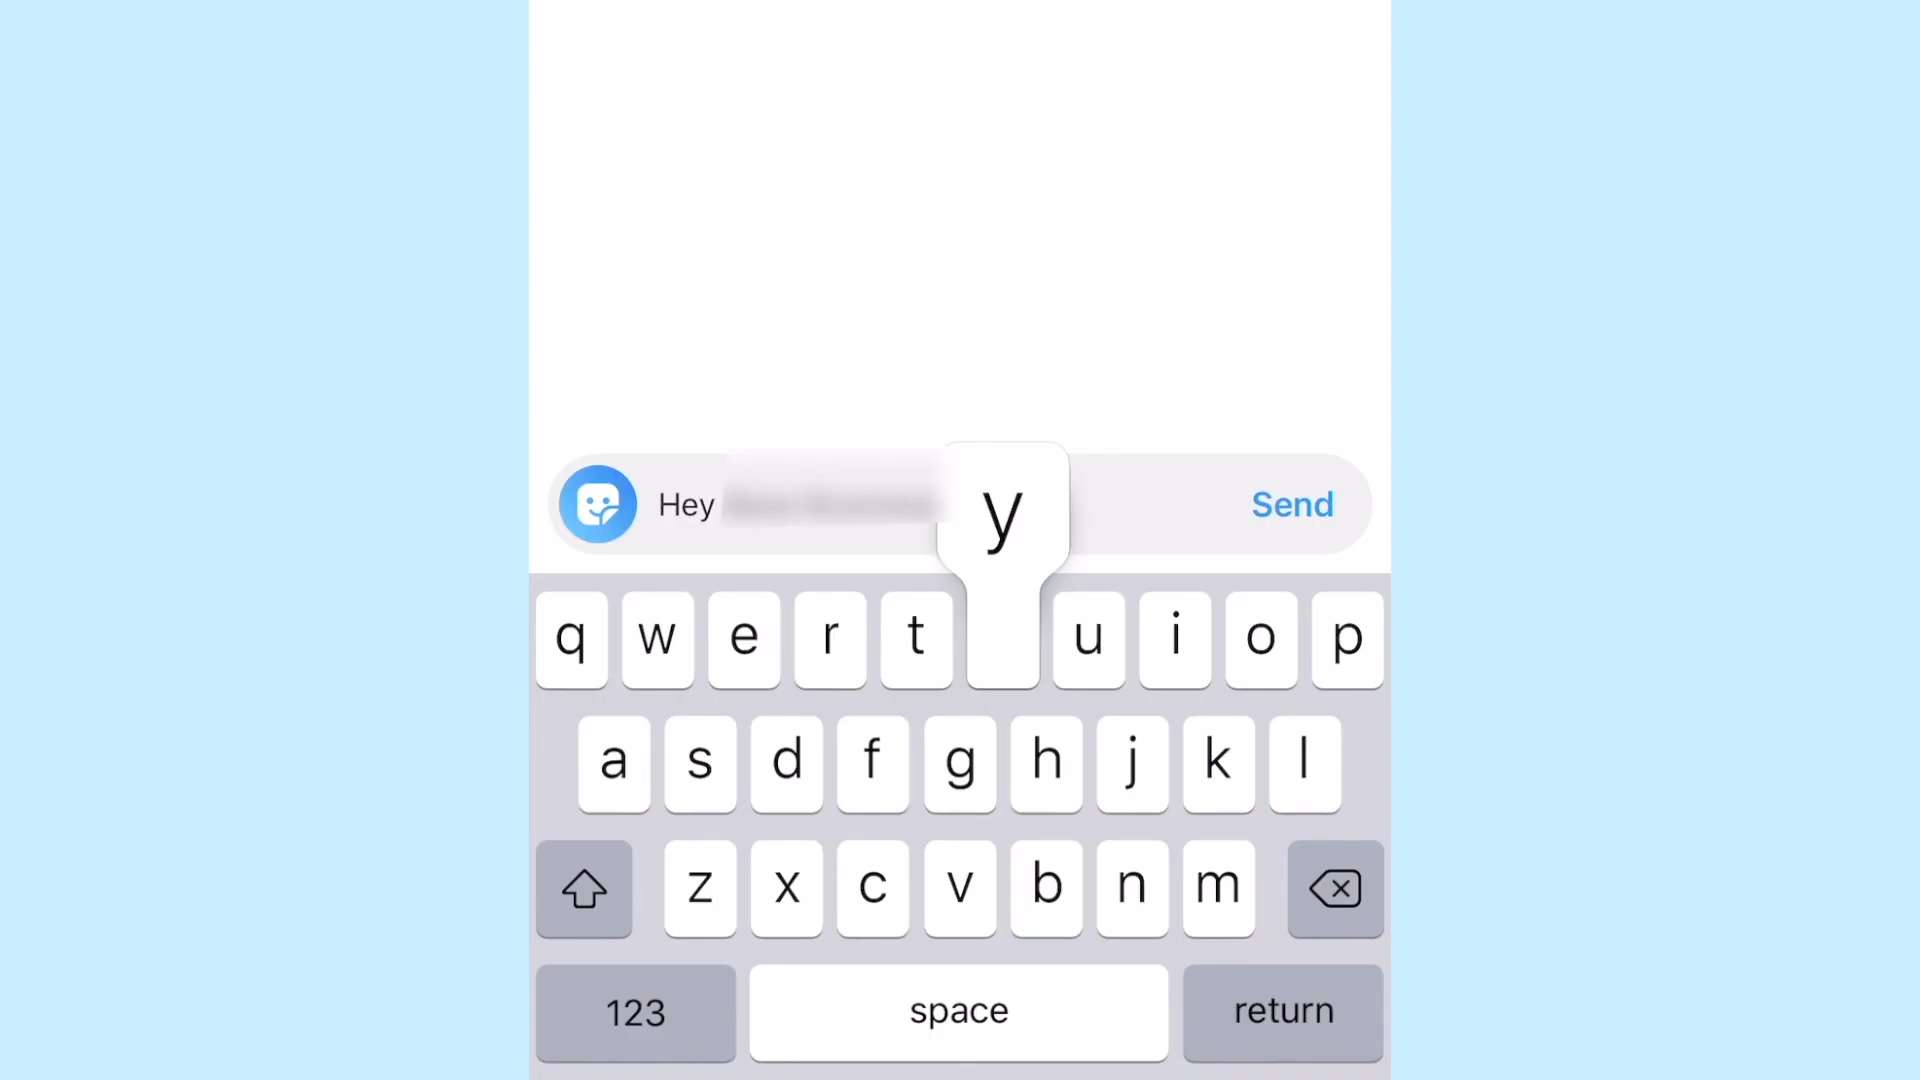 Hey
y
Send
q w e r t u i o p
a s d f g h j k l
z x c v b n m
123 space return